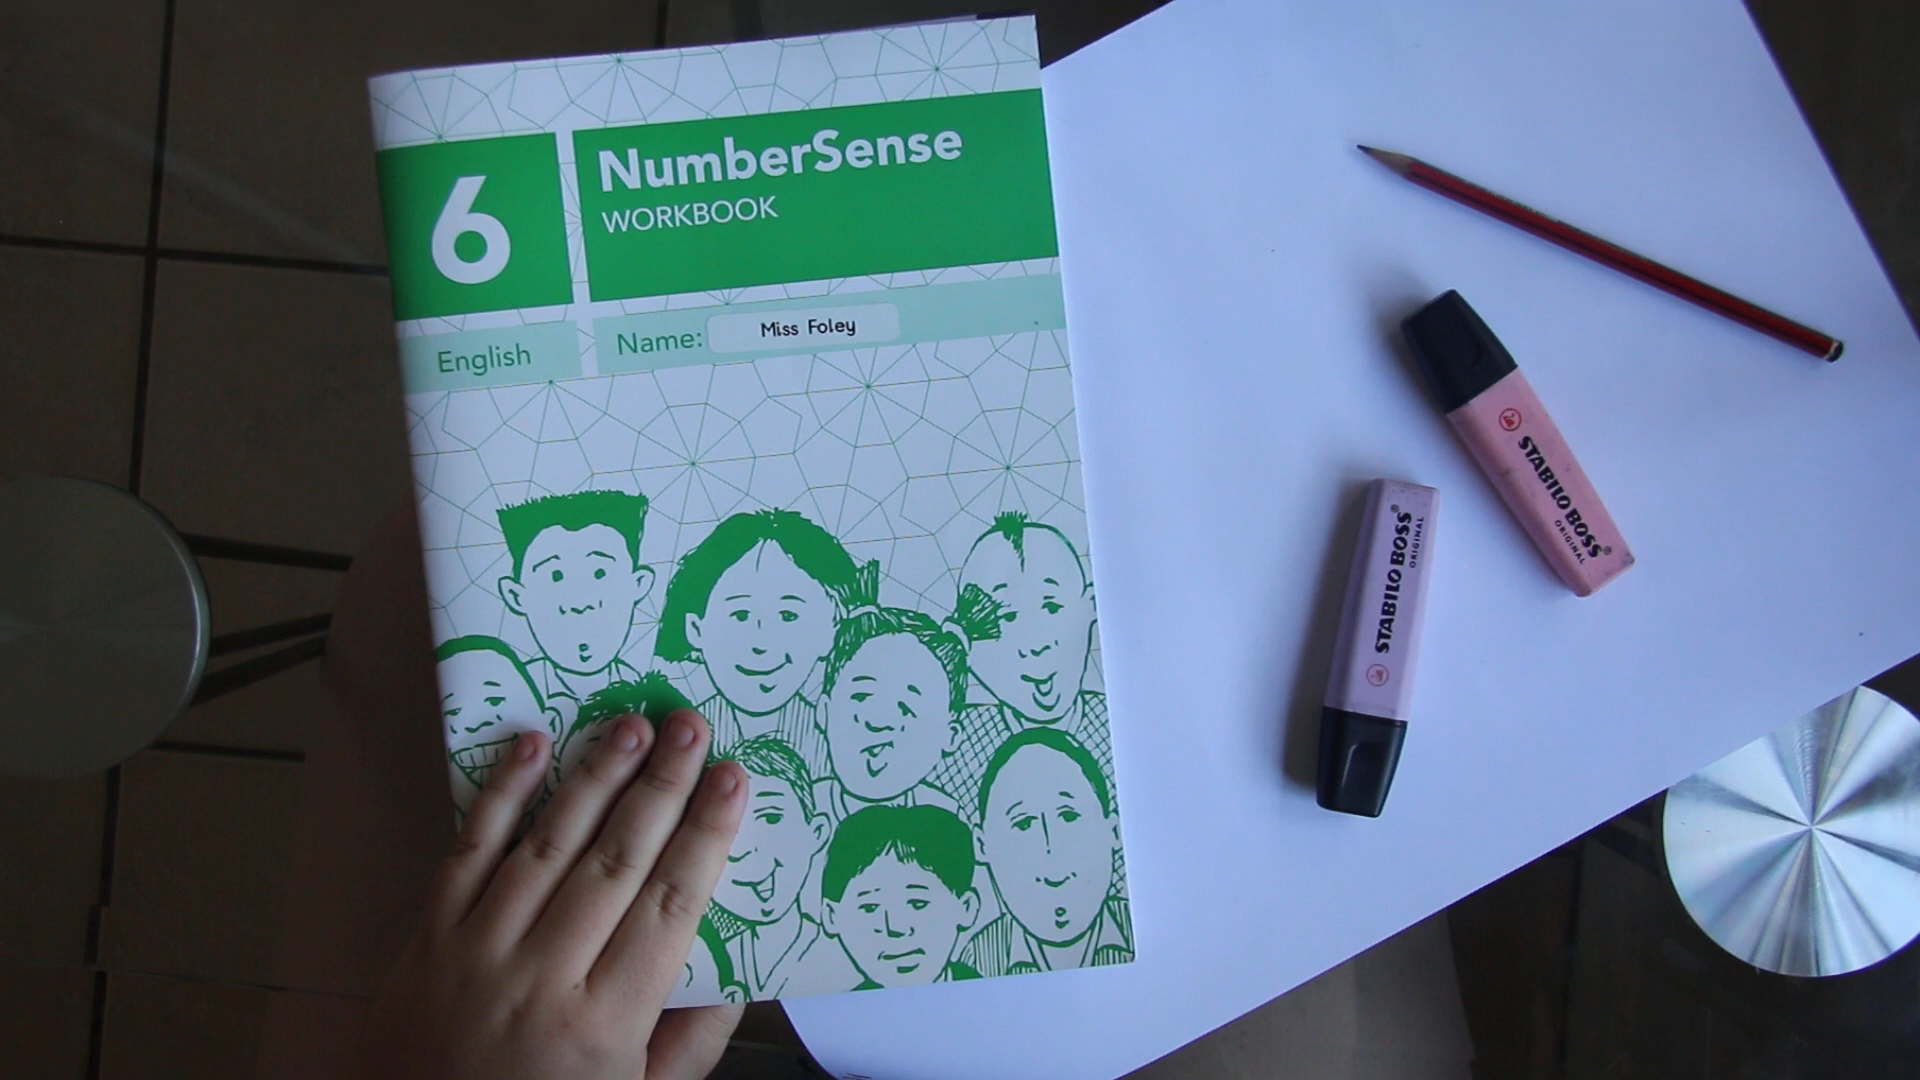 6
NumberSense
WORKBOOK
English
Name: Miss Foley
STABILO BOSS®
ORIGINAL
STABILO BOSS®
ORIGINAL